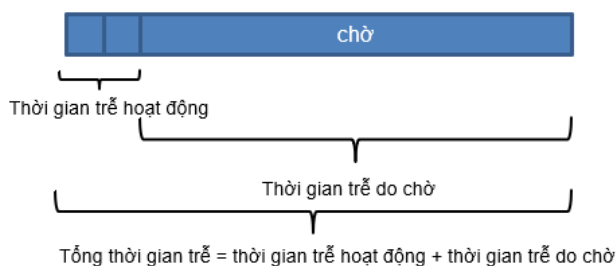 chờ
Thời gian trễ hoạt động
Thời gian trễ do chờ
Tổng thời gian trễ = thời gian trễ hoạt động + thời gian trễ do chờ